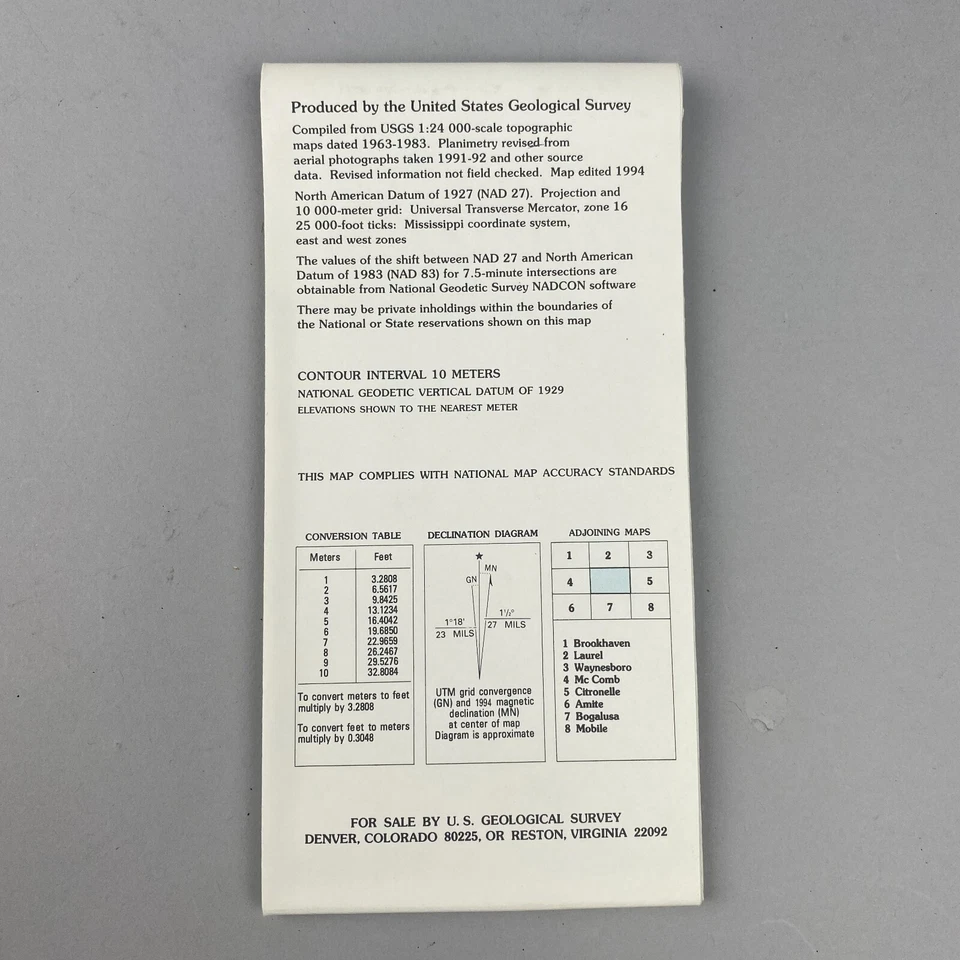 Produced by the United States Geological Survey
Compiled from USGS 1:24 000-scale topographic
maps dated 1963-1983. Planimetry revised from
aerial photographs taken 1991-92 and other source
data. Revised information not field checked. Map edited 1994
North American Datum of 1927 (NAD 27). Projection and
10 000-meter grid: Universal Transverse Mercator, zone 16
25 000-foot ticks: Mississippi coordinate system,
east and west zones
The values of the shift between NAD 27 and North American
Datum of 1983 (NAD 83) for 7.5-minute intersections are
obtainable from National Geodetic Survey NADCON software
There may be private inholdings within the boundaries of
the National or State reservations shown on this map
CONTOUR INTERVAL 10 METERS
NATIONAL GEODETIC VERTICAL DATUM OF 1929
ELEVATIONS SHOWN TO THE NEAREST METER
THIS MAP COMPLIES WITH NATIONAL MAP ACCURACY STANDARDS
CONVERSION TABLE
Meters Feet
1 3.2808
2 6.5617
3 9.8425
4 13.1234
5 16.4042
6 19.6850
7 22.9659
8 26.2467
9 29.5276
10 32.8084
To convert meters to feet
multiply by 3.2808
To convert feet to meters
multiply by 0.3048
DECLINATION DIAGRAM
MN
GN
1°18' 1½°
23 MILS 27 MILS
UTM grid convergence
(GN) and 1994 magnetic
declination (MN)
at center of map
Diagram is approximate
ADJOINING MAPS
1 2 3
4 5
6 7 8
1 Brookhaven
2 Laurel
3 Waynesboro
4 Mc Comb
5 Citronelle
6 Amite
7 Bogalusa
8 Mobile
FOR SALE BY U. S. GEOLOGICAL SURVEY
DENVER, COLORADO 80225, OR RESTON, VIRGINIA 22092